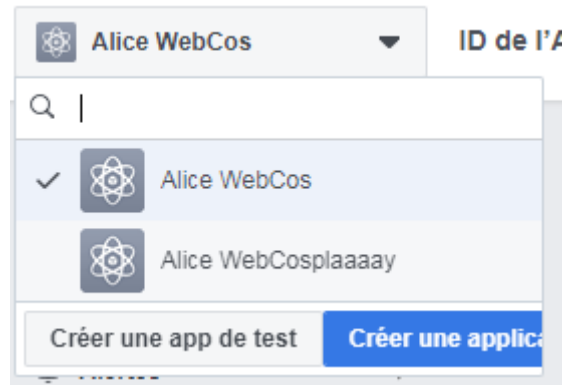 Alice WebCos
ID de l'A
Alice WebCos
Alice WebCosplaaaay
Créer une app de test
Créer une applica